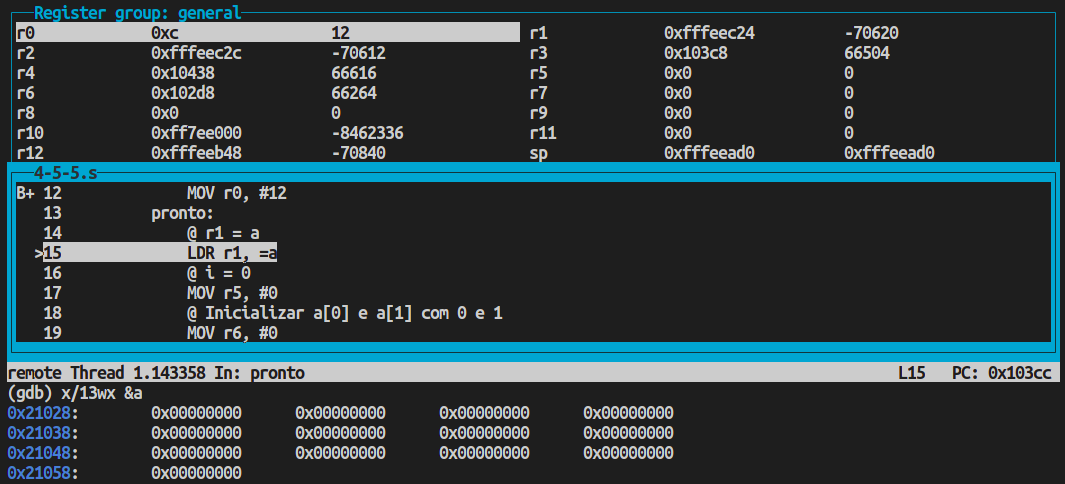 Register group: general
r0 0xc 12 r1 0xfffeec24 -70620
r2 0xfffeec2c -70612 r3 0x103c8 66504
r4 0x10438 66616 r5 0x0 0
r6 0x102d8 66264 r7 0x0 0
r8 0x0 0 r9 0x0 0
r10 0xff7ee000 -8462336 r11 0x0 0
r12 0xfffeeb48 -70840 sp 0xfffeead0 0xfffeead0
4-5-5.s
B+ 12 MOV r0, #12
13 pronto:
14 @ r1 = a
>15 LDR r1, =a
16 @ i = 0
17 MOV r5, #0
18 @ Inicializar a[0] e a[1] com 0 e 1
19 MOV r6, #0
remote Thread 1.143358 In: pronto L15 PC: 0x103cc
(gdb) x/13wx &a
0x21028: 0x00000000 0x00000000 0x00000000 0x00000000
0x21038: 0x00000000 0x00000000 0x00000000 0x00000000
0x21048: 0x00000000 0x00000000 0x00000000 0x00000000
0x21058: 0x00000000